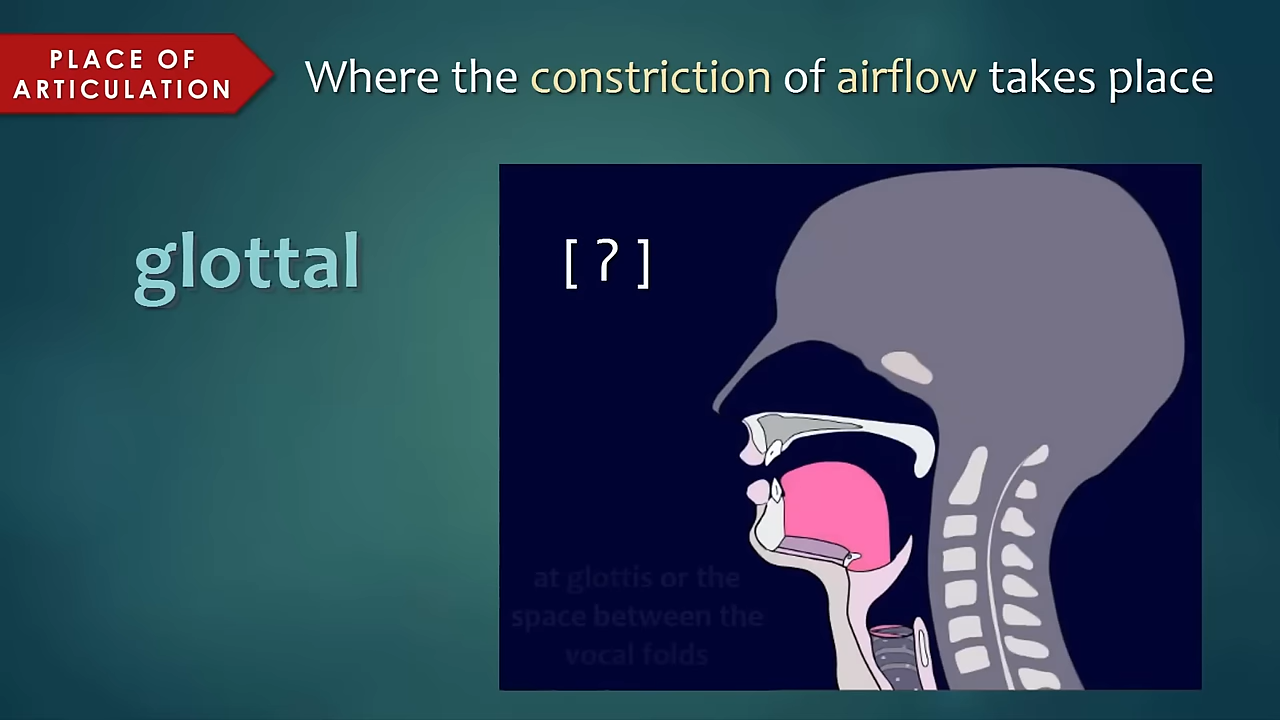 PLACE OF
ARTICULATION
Where the constriction of airflow takes place
glottal
[ ʔ ]
at glottis or the
space between the
vocal folds